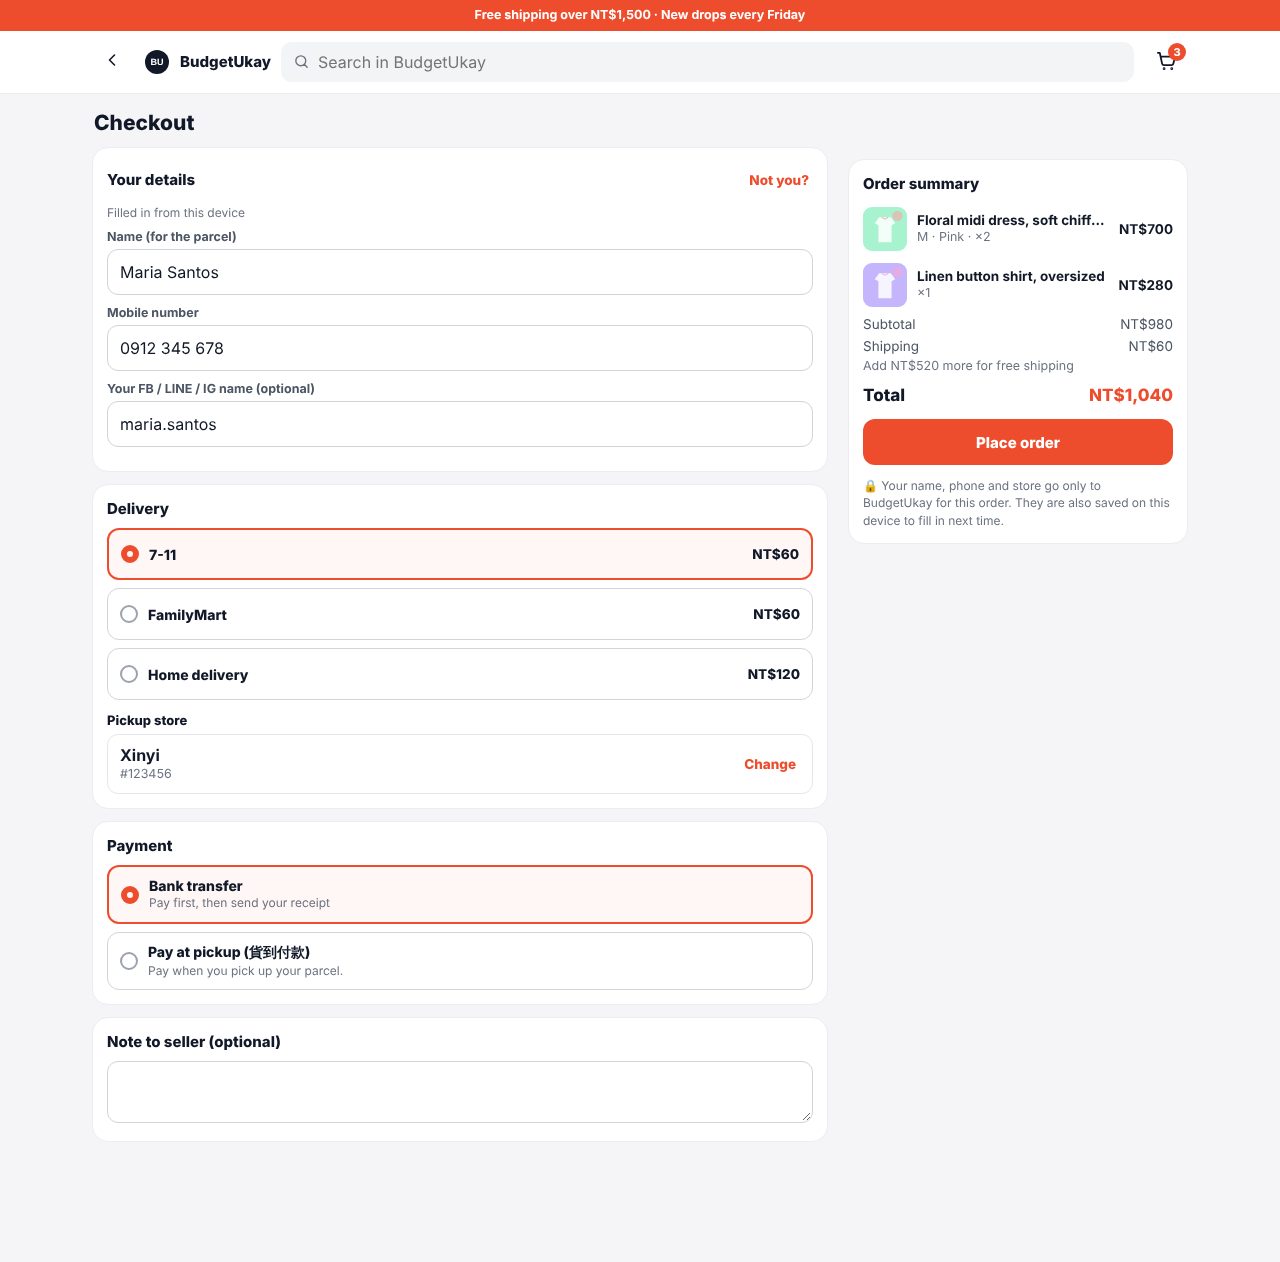 Free shipping over NT$1,500 · New drops every Friday
BU
BudgetUkay
Search in BudgetUkay
3
Checkout
Your details
Not you?
Filled in from this device
Name (for the parcel)
Maria Santos
Mobile number
0912 345 678
Your FB / LINE / IG name (optional)
maria.santos
Delivery
7-11
NT$60
FamilyMart
NT$60
Home delivery
NT$120
Pickup store
Xinyi
#123456
Change
Payment
Bank transfer
Pay first, then send your receipt
Pay at pickup (貨到付款)
Pay when you pick up your parcel.
Note to seller (optional)
Order summary
Floral midi dress, soft chiff...
M · Pink · ×2
NT$700
Linen button shirt, oversized
×1
NT$280
Subtotal
NT$980
Shipping
NT$60
Add NT$520 more for free shipping
Total
NT$1,040
Place order
🔒 Your name, phone and store go only to
BudgetUkay for this order. They are also saved on this
device to fill in next time.